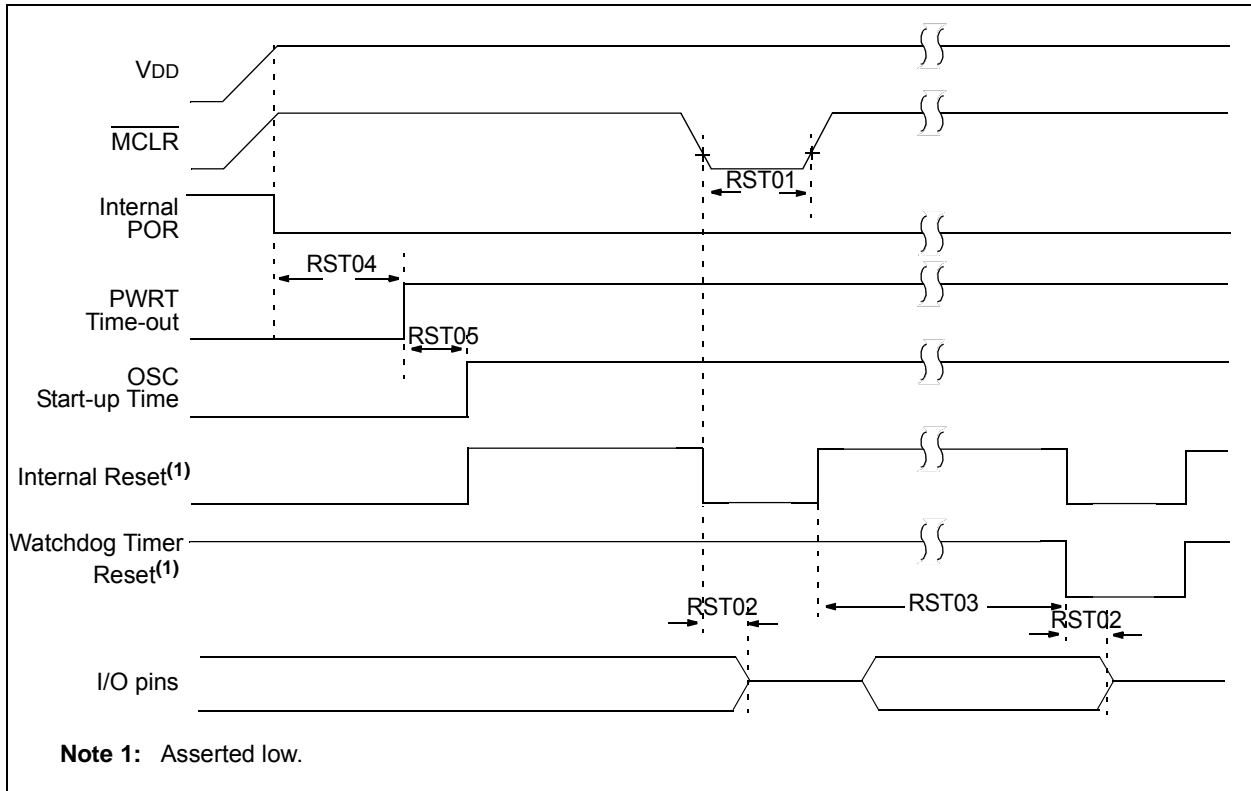 VDD
MCLR
RST01
Internal
POR
RST04
PWRT
Time-out
RST05
OSC
Start-up Time
Internal Reset(1)
Watchdog Timer
Reset(1)
RST02
RST03
RST02
I/O pins
Note 1: Asserted low.